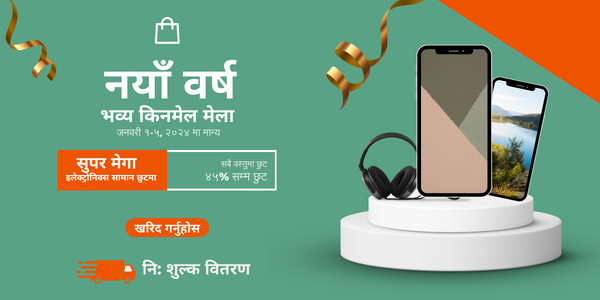 नयाँ वर्ष
भव्य किनमेल मेला
जनवरी १-५, २०२४ मा मान्य
सुपर मेगा
इलेक्ट्रोनिक्स सामान छुटमा
सबै वस्तुमा छुट
४५% सम्म छुट
खरिद गर्नुहोस
नि: शुल्क वितरण